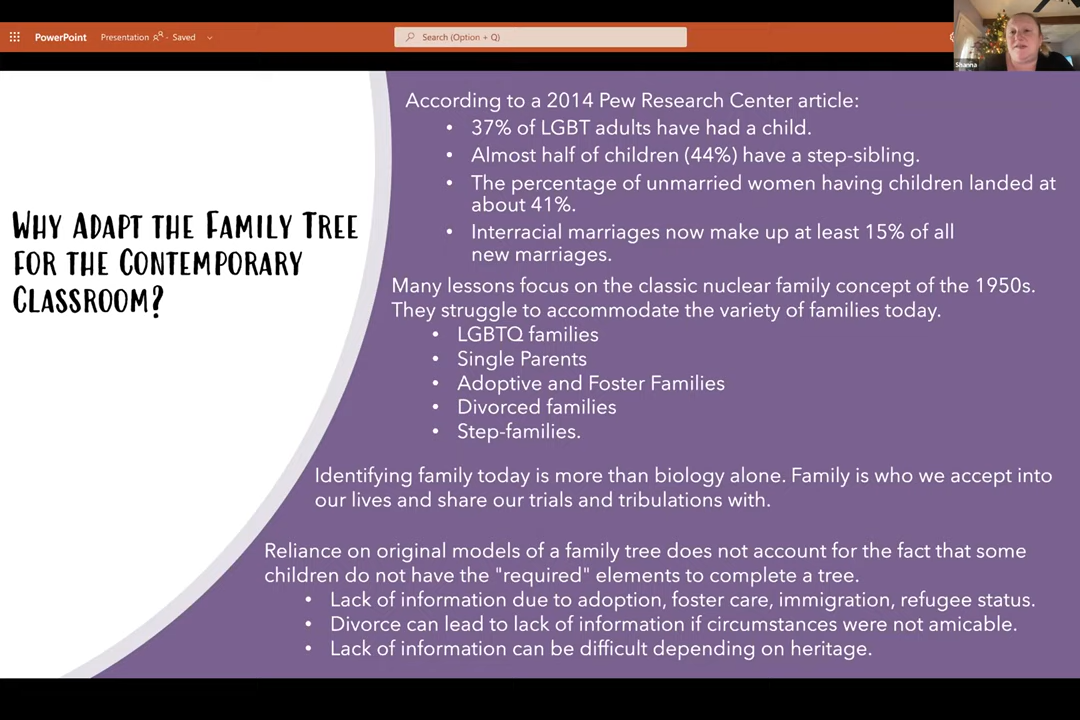 PowerPoint Presentation - Saved Search (Option + Q)
Shanna
WHY ADAPT THE FAMILY TREE
FOR THE CONTEMPORARY
CLASSROOM?
According to a 2014 Pew Research Center article:
• 37% of LGBT adults have had a child.
• Almost half of children (44%) have a step-sibling.
• The percentage of unmarried women having children landed at
about 41%.
• Interracial marriages now make up at least 15% of all
new marriages.
Many lessons focus on the classic nuclear family concept of the 1950s.
They struggle to accommodate the variety of families today.
• LGBTQ families
• Single Parents
• Adoptive and Foster Families
• Divorced families
• Step-families.
Identifying family today is more than biology alone. Family is who we accept into
our lives and share our trials and tribulations with.
Reliance on original models of a family tree does not account for the fact that some
children do not have the "required" elements to complete a tree.
• Lack of information due to adoption, foster care, immigration, refugee status.
• Divorce can lead to lack of information if circumstances were not amicable.
• Lack of information can be difficult depending on heritage.